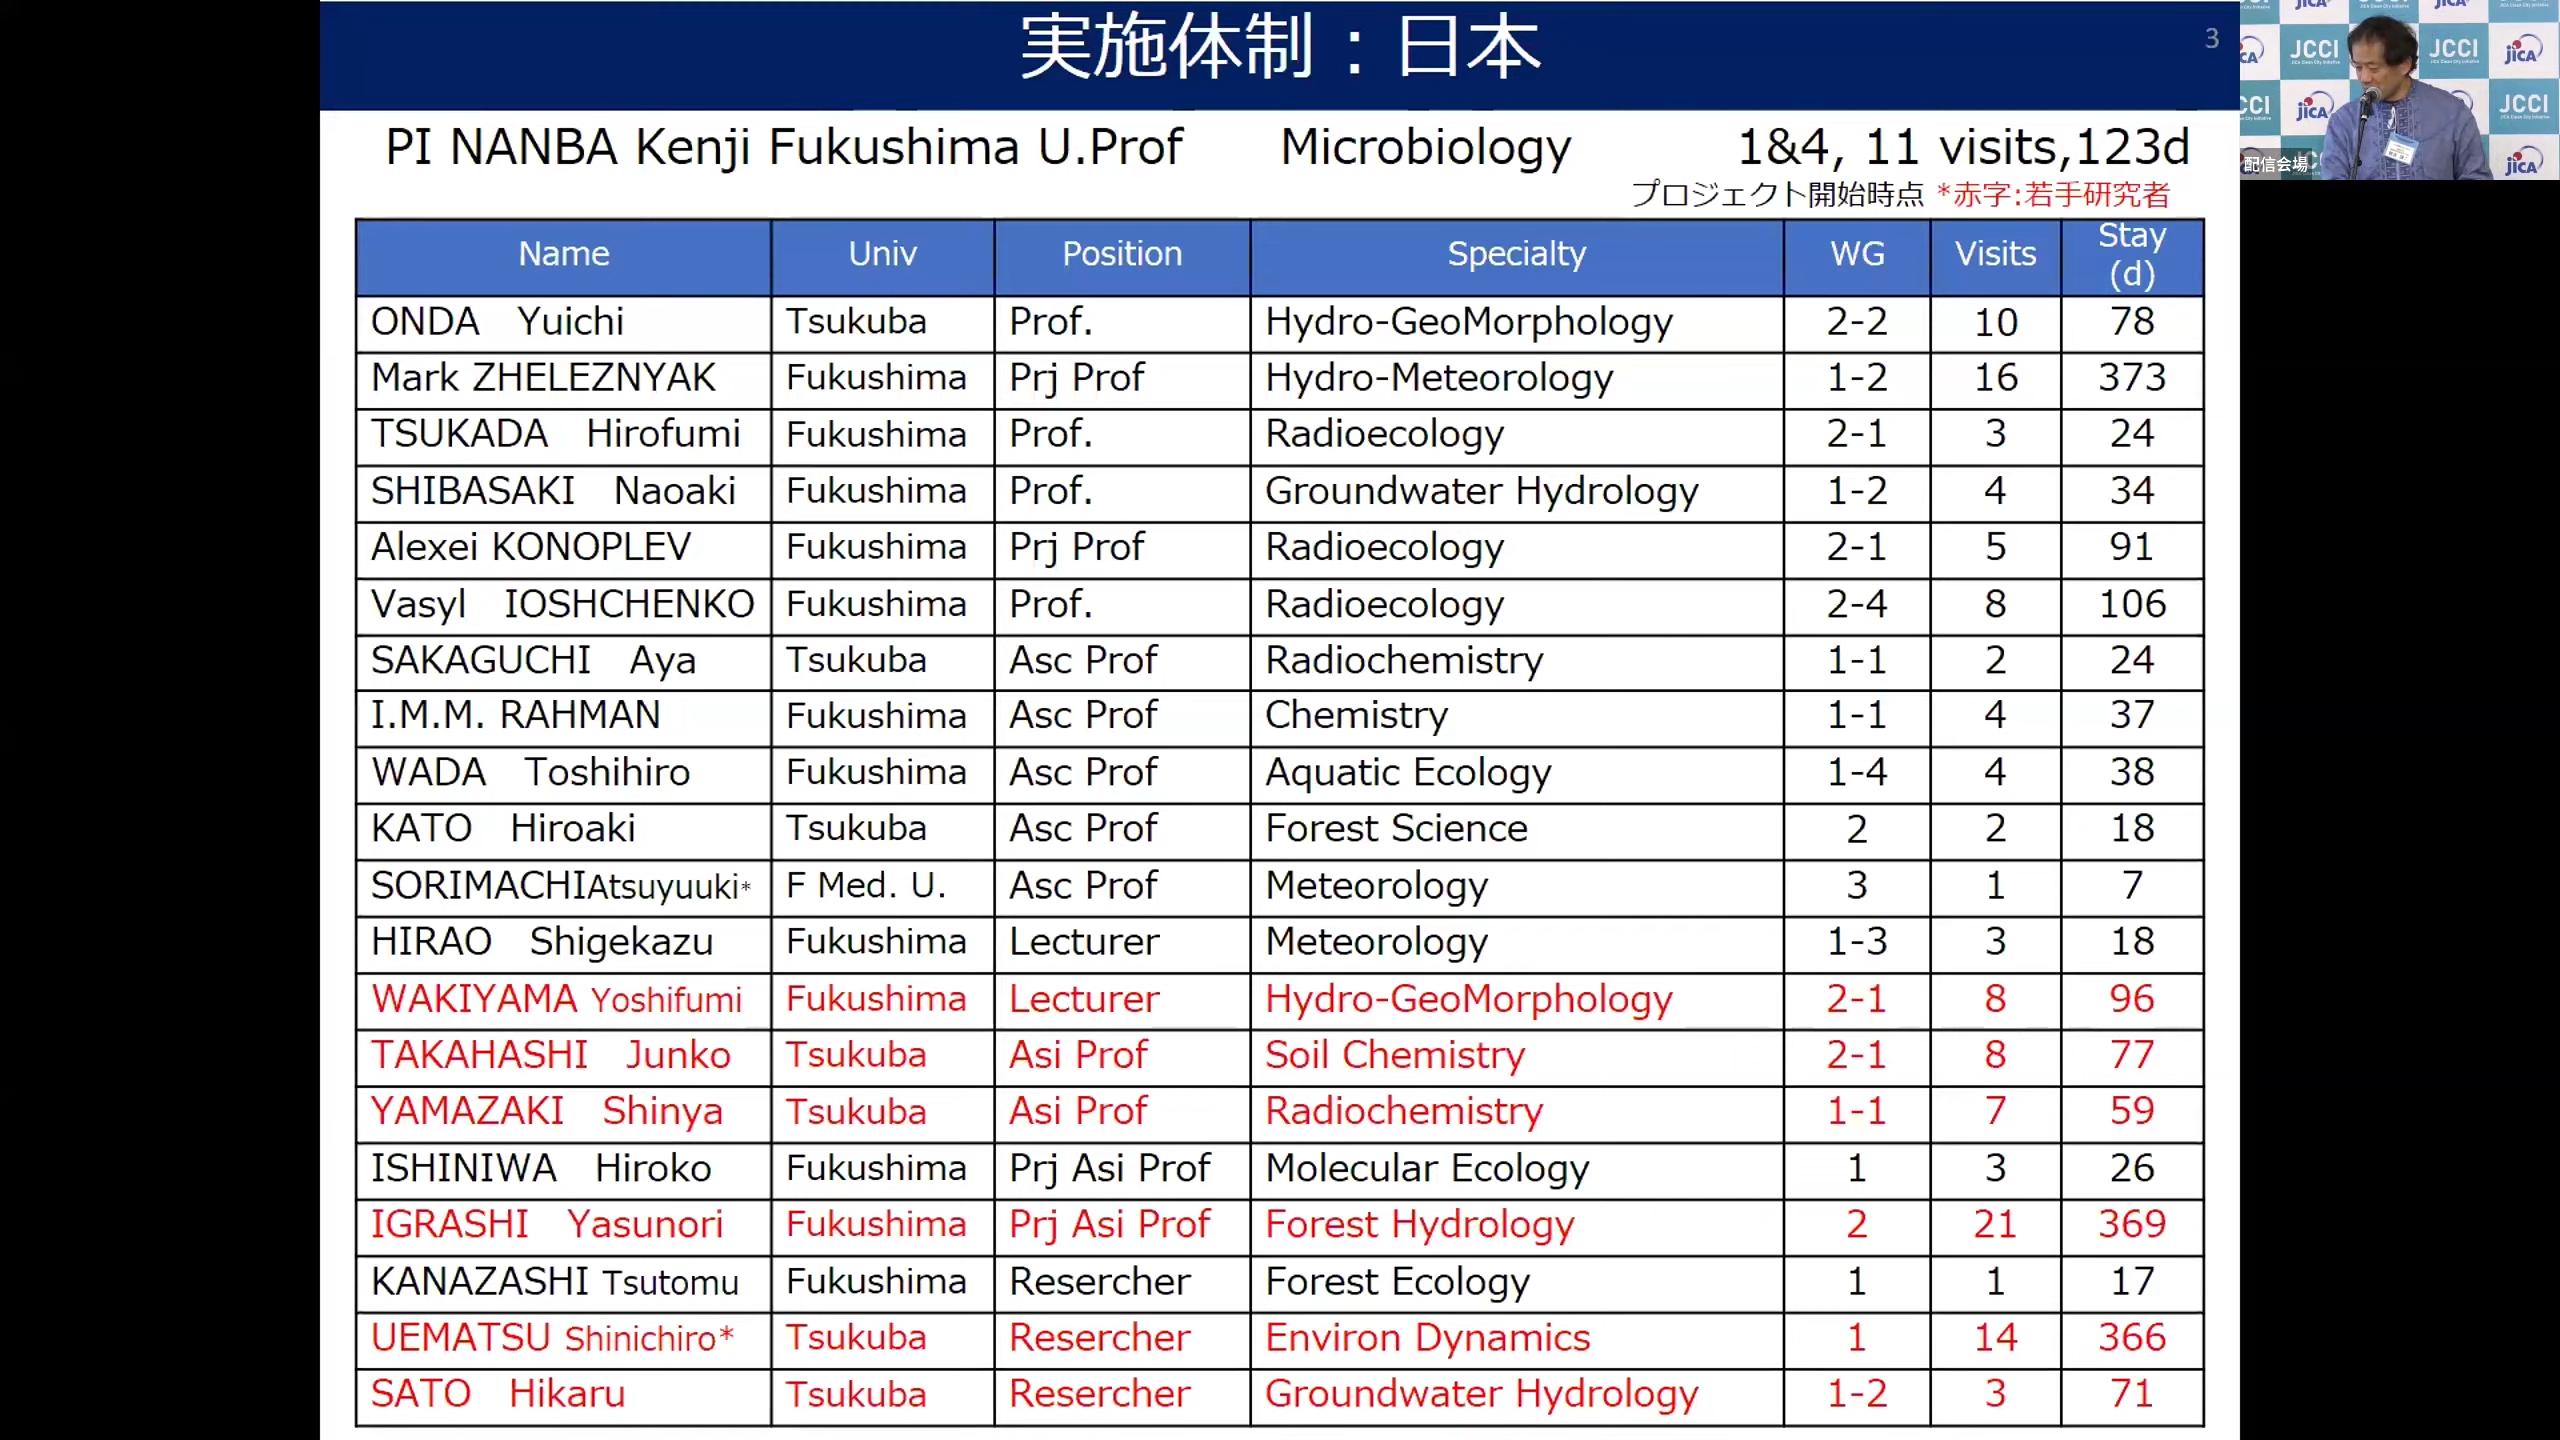 実施体制：日本
3
PI NANBA Kenji Fukushima U.Prof Microbiology 1&4, 11 visits,123d
プロジェクト開始時点 *赤字:若手研究者
Name Univ Position Specialty WG Visits Stay (d)
ONDA Yuichi Tsukuba Prof. Hydro-GeoMorphology 2-2 10 78
Mark ZHELEZNYAK Fukushima Prj Prof Hydro-Meteorology 1-2 16 373
TSUKADA Hirofumi Fukushima Prof. Radioecology 2-1 3 24
SHIBASAKI Naoaki Fukushima Prof. Groundwater Hydrology 1-2 4 34
Alexei KONOPLEV Fukushima Prj Prof Radioecology 2-1 5 91
Vasyl IOSHCHENKO Fukushima Prof. Radioecology 2-4 8 106
SAKAGUCHI Aya Tsukuba Asc Prof Radiochemistry 1-1 2 24
I.M.M. RAHMAN Fukushima Asc Prof Chemistry 1-1 4 37
WADA Toshihiro Fukushima Asc Prof Aquatic Ecology 1-4 4 38
KATO Hiroaki Tsukuba Asc Prof Forest Science 2 2 18
SORIMACHIAtsuyuuki* F Med. U. Asc Prof Meteorology 3 1 7
HIRAO Shigekazu Fukushima Lecturer Meteorology 1-3 3 18
WAKIYAMA Yoshifumi Fukushima Lecturer Hydro-GeoMorphology 2-1 8 96
TAKAHASHI Junko Tsukuba Asi Prof Soil Chemistry 2-1 8 77
YAMAZAKI Shinya Tsukuba Asi Prof Radiochemistry 1-1 7 59
ISHINIWA Hiroko Fukushima Prj Asi Prof Molecular Ecology 1 3 26
IGRASHI Yasunori Fukushima Prj Asi Prof Forest Hydrology 2 21 369
KANAZASHI Tsutomu Fukushima Resercher Forest Ecology 1 1 17
UEMATSU Shinichiro* Tsukuba Resercher Environ Dynamics 1 14 366
SATO Hikaru Tsukuba Resercher Groundwater Hydrology 1-2 3 71
JCCI
JCCI
jICA
CCI
jICA
JCCI
jICA
配信会場